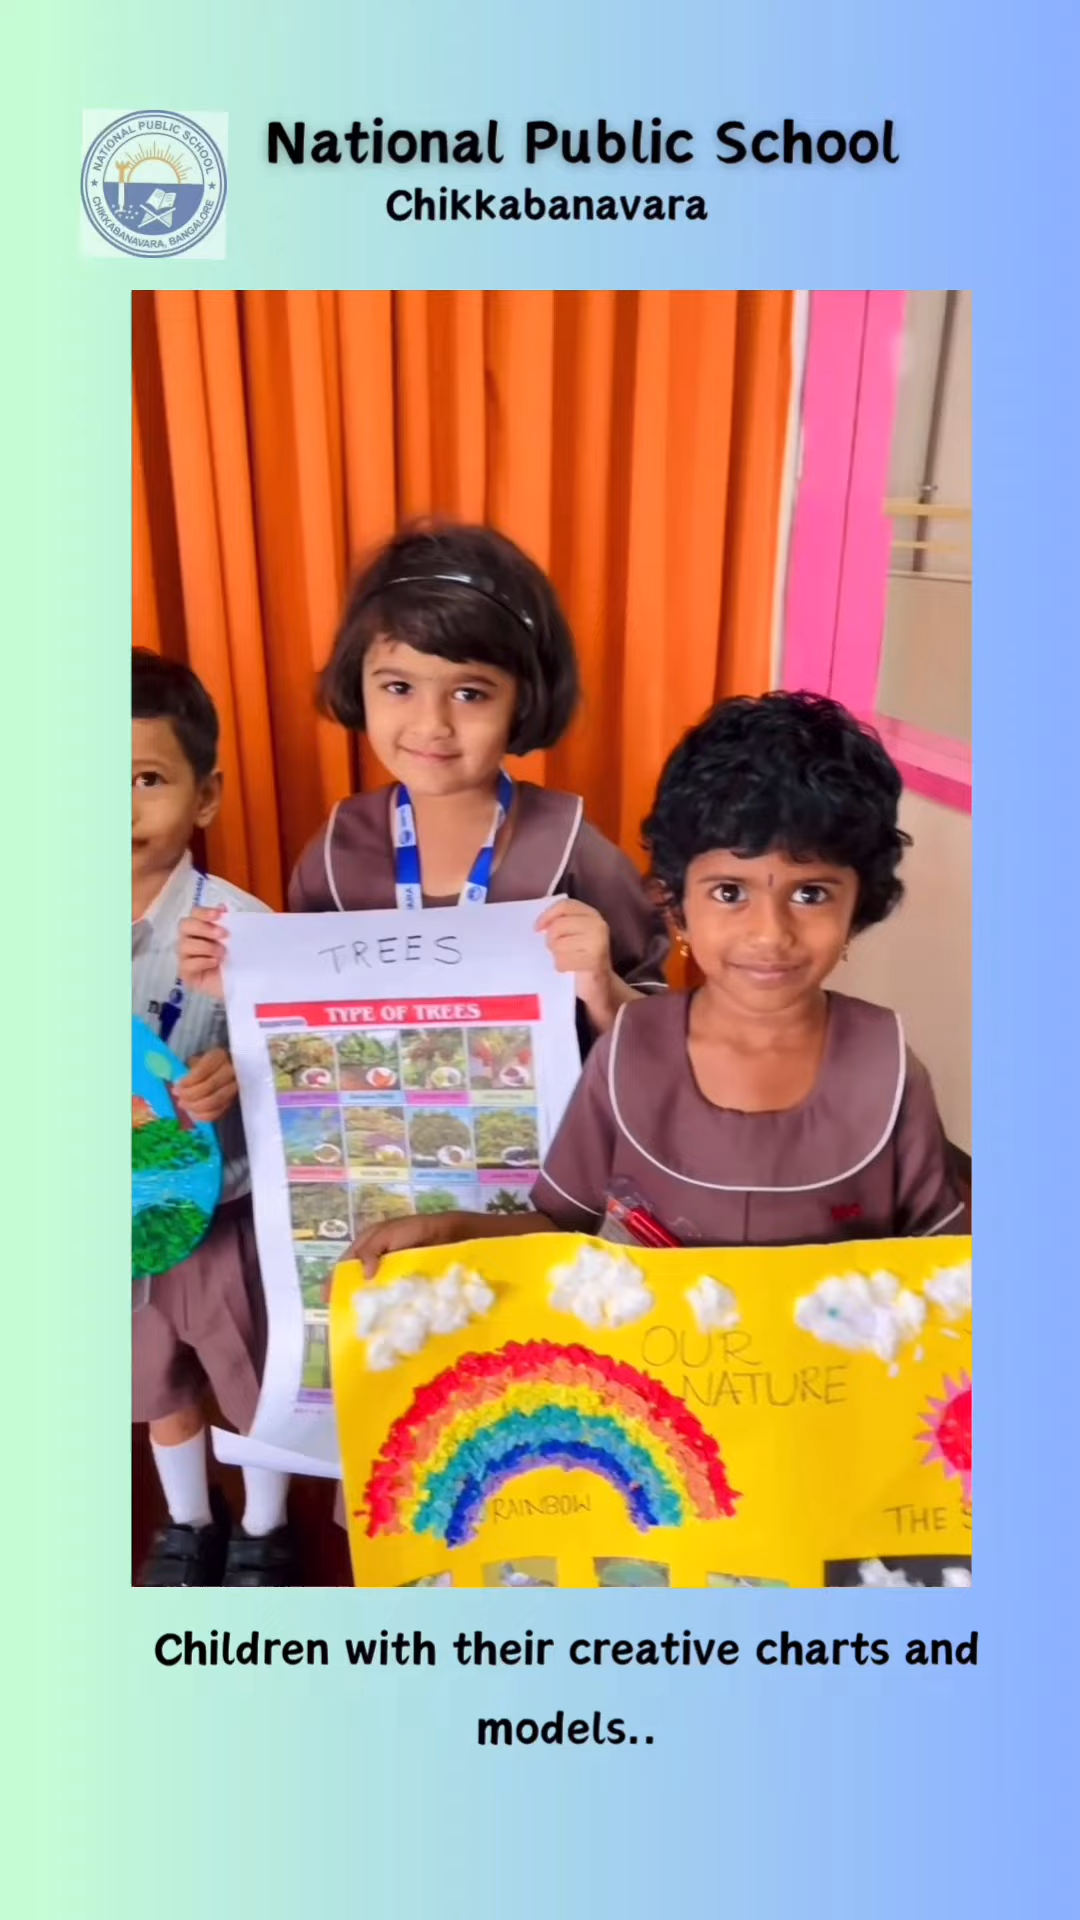 NATIONAL PUBLIC SCHOOL
CHIKKABANAVARA, BANGALORE
National Public School
Chikkabanavara
TREES
TYPE OF TREES
OUR
NATURE
RAINBOW
THE
Children with their creative charts and
models..